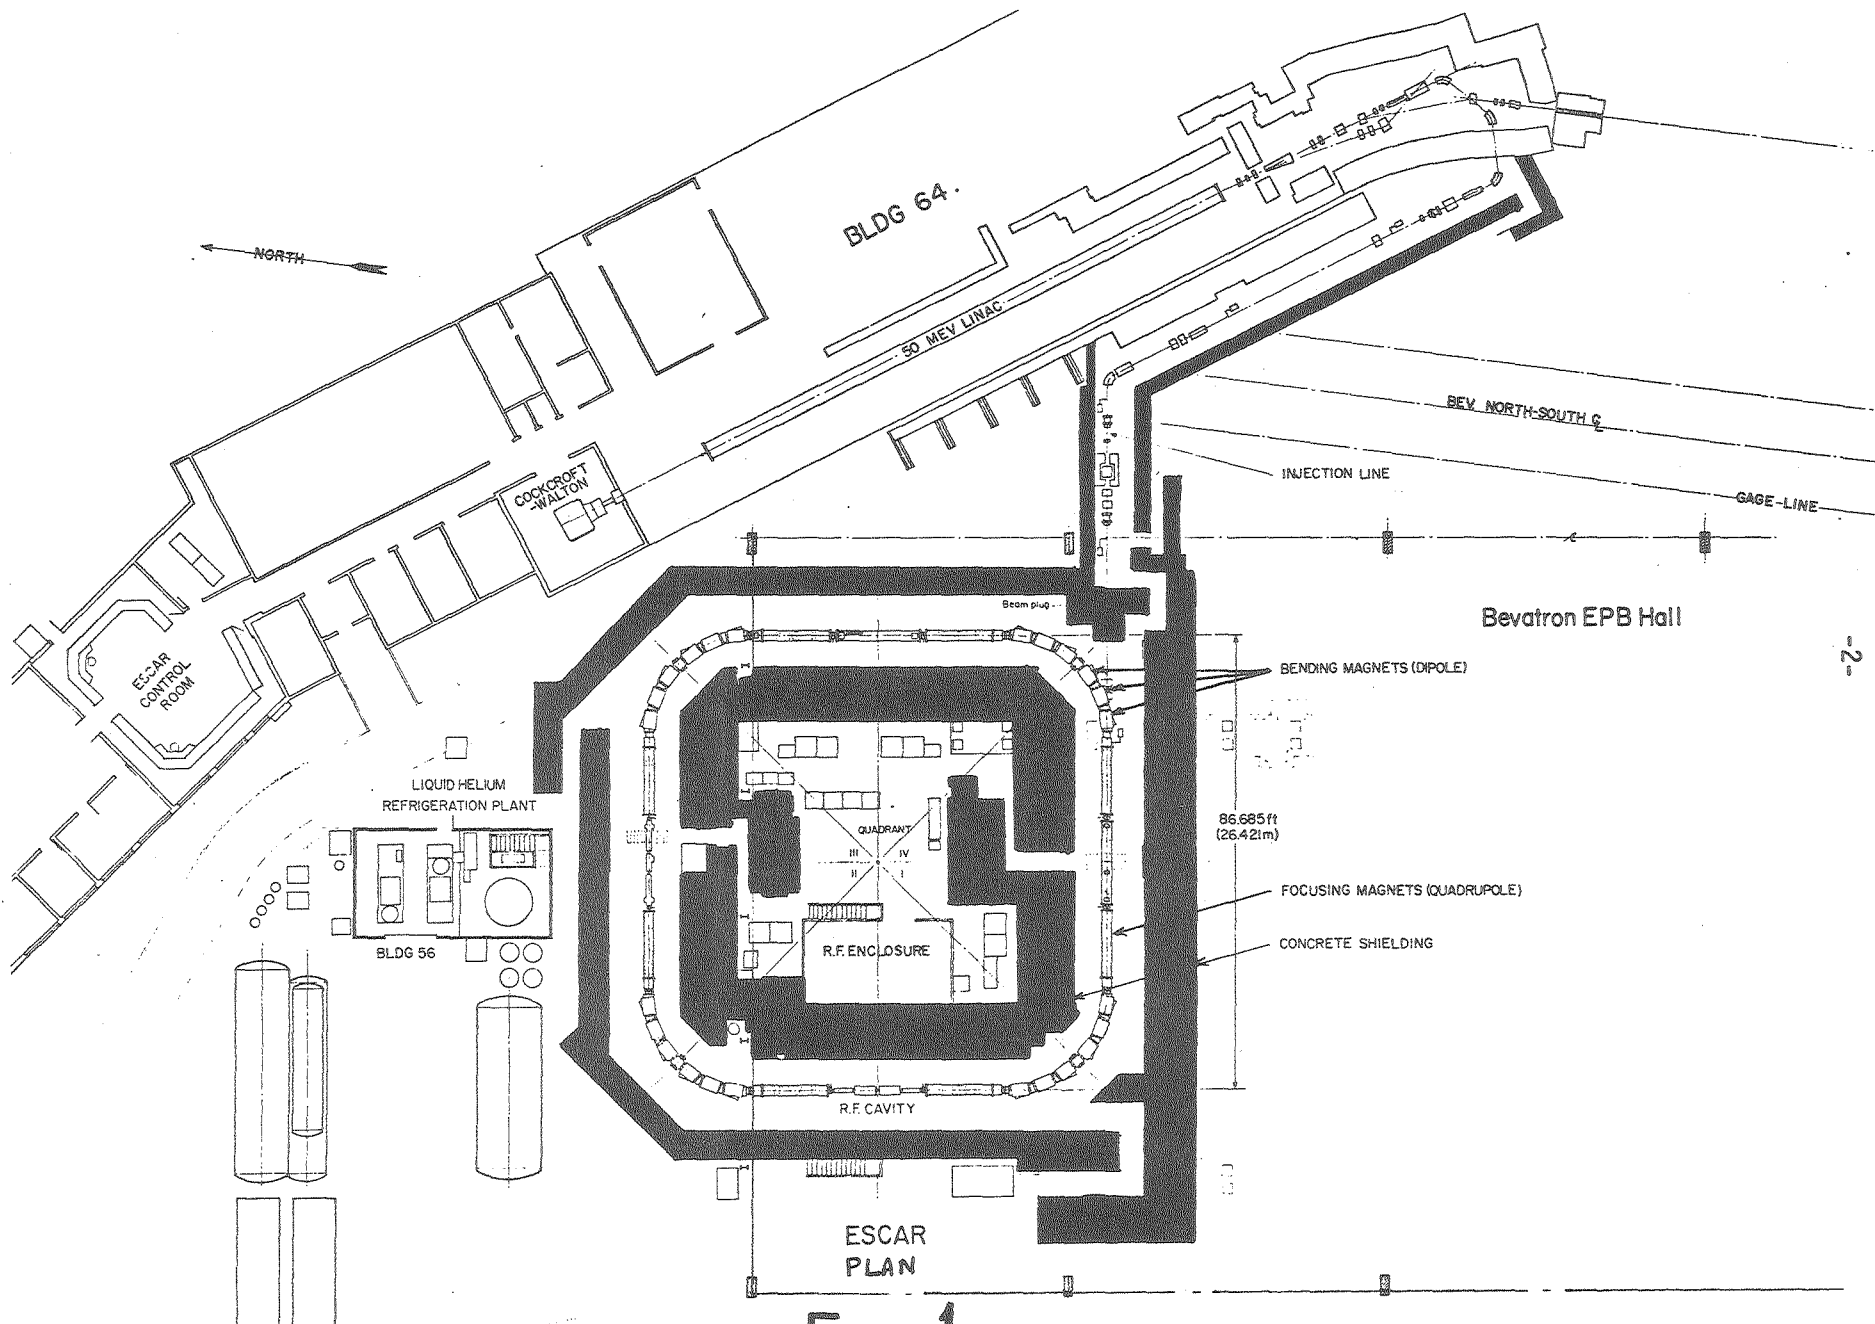 BLDG 64.
NORTH
50 MEV LINAC
BEV. NORTH-SOUTH ℄
COCKCROFT
-WALTON
INJECTION LINE
GAGE-LINE
Beam plug
Bevatron EPB Hall
-2-
ESCAR
CONTROL
ROOM
BENDING MAGNETS (DIPOLE)
LIQUID HELIUM
REFRIGERATION PLANT
86.685 ft
(26.421m)
QUADRANT
III IV
II I
FOCUSING MAGNETS (QUADRUPOLE)
CONCRETE SHIELDING
BLDG 56
R.F. ENCLOSURE
R.F. CAVITY
ESCAR
PLAN